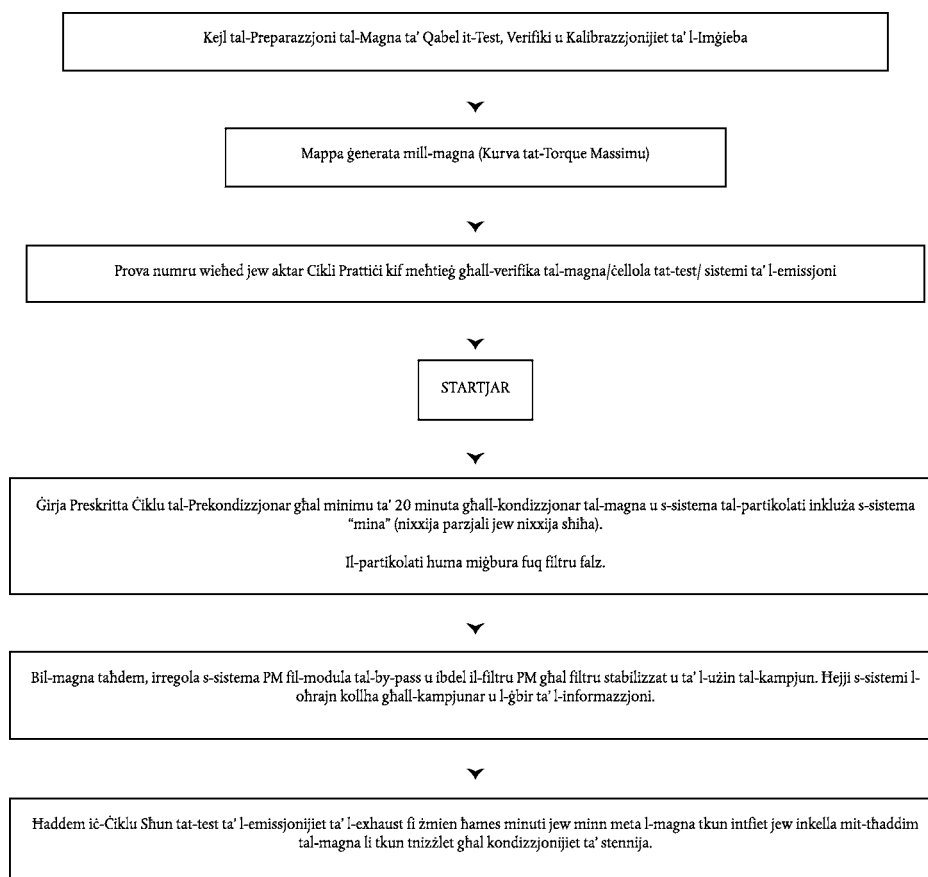 Kejl tal-Preparazzjoni tal-Magna ta’ Qabel it-Test, Verifiki u Kalibrazzjonijiet ta’ l-Imġieba
Mappa ġenerata mill-magna (Kurva tat-Torque Massimu)
Prova numru wieħed jew aktar Cikli Prattiċi kif meħtieġ għall-verifika tal-magna/ċellola tat-test/ sistemi ta’ l-emissjoni
STARTJAR
Ġirja Preskritta Ċiklu tal-Prekondizzjonar għal minimu ta’ 20 minuta għall-kondizzjonar tal-magna u s-sistema tal-partikolati inkluża s-sistema
“mina” (nixxija parzjali jew nixxija sħiħa).
Il-partikolati huma miġbura fuq filtru falz.
Bil-magna taħdem, irregola s-sistema PM fil-modula tal-by-pass u ibdel il-filtru PM għal filtru stabilizzat u ta’ l-użin tal-kampjun. Ħejji s-sistemi l-
oħrajn kollha għall-kampjunar u l-ġbir ta’ l-informazzjoni.
Ħaddem iċ-Ċiklu Sħun tat-test ta’ l-emissjonijiet ta’ l-exhaust fi żmien ħames minuti jew minn meta l-magna tkun intfiet jew inkella mit-tħaddim
tal-magna li tkun tniżżlet għal kondizzjonijiet ta’ stennija.